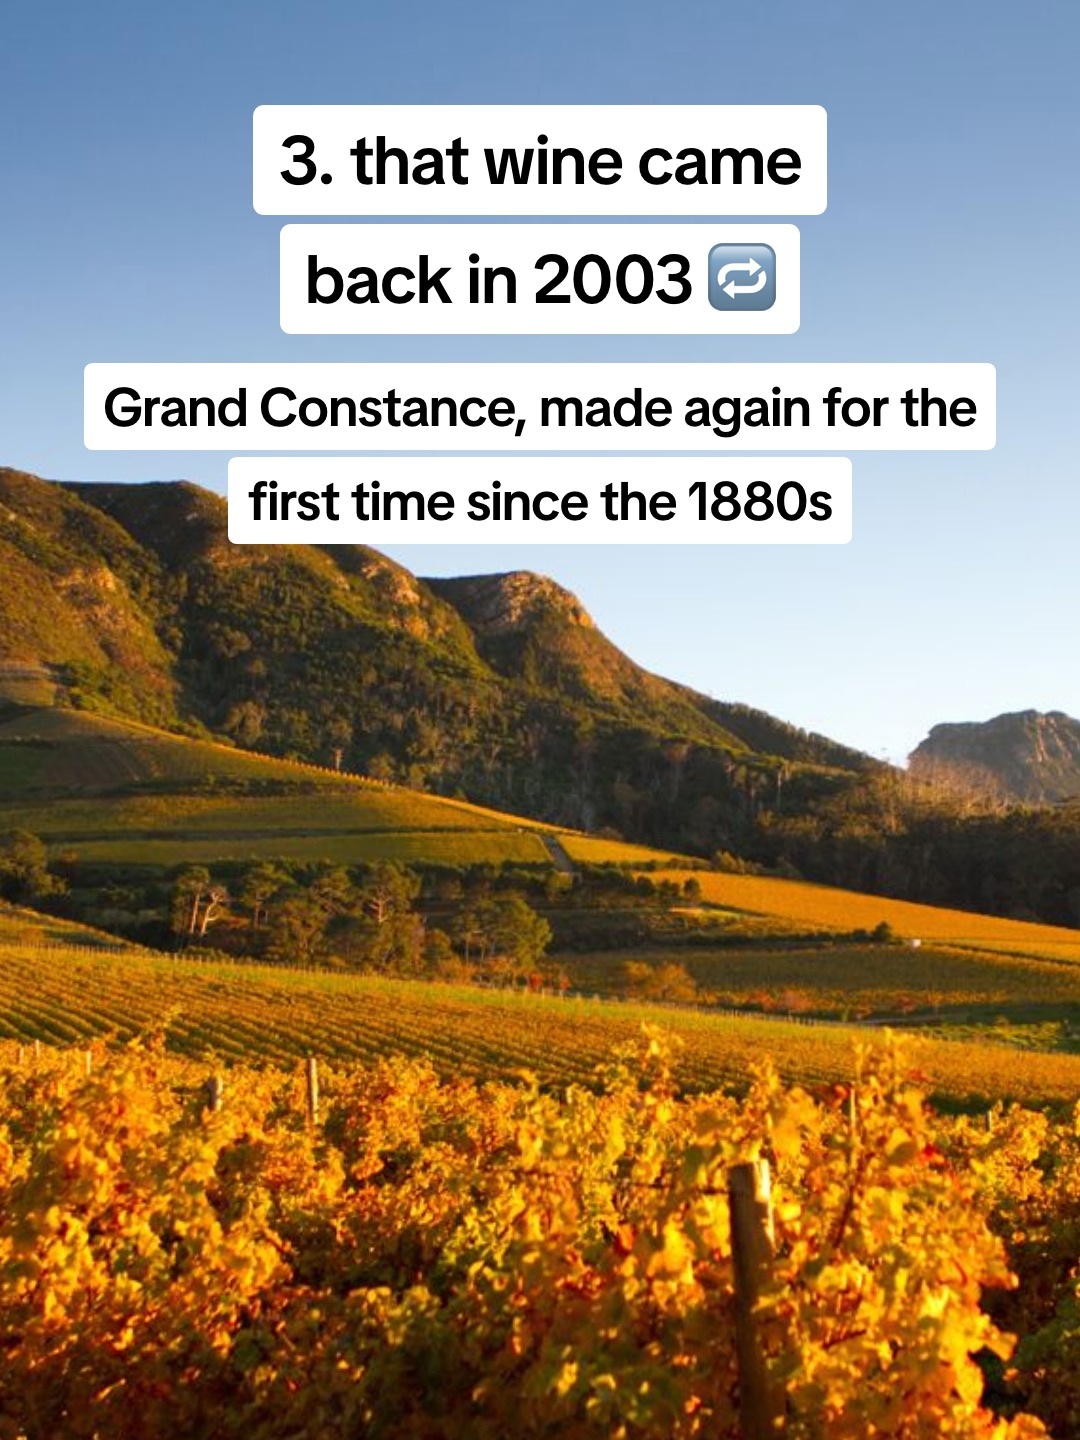 3. that wine came
back in 2003 🔁
Grand Constance, made again for the
first time since the 1880s